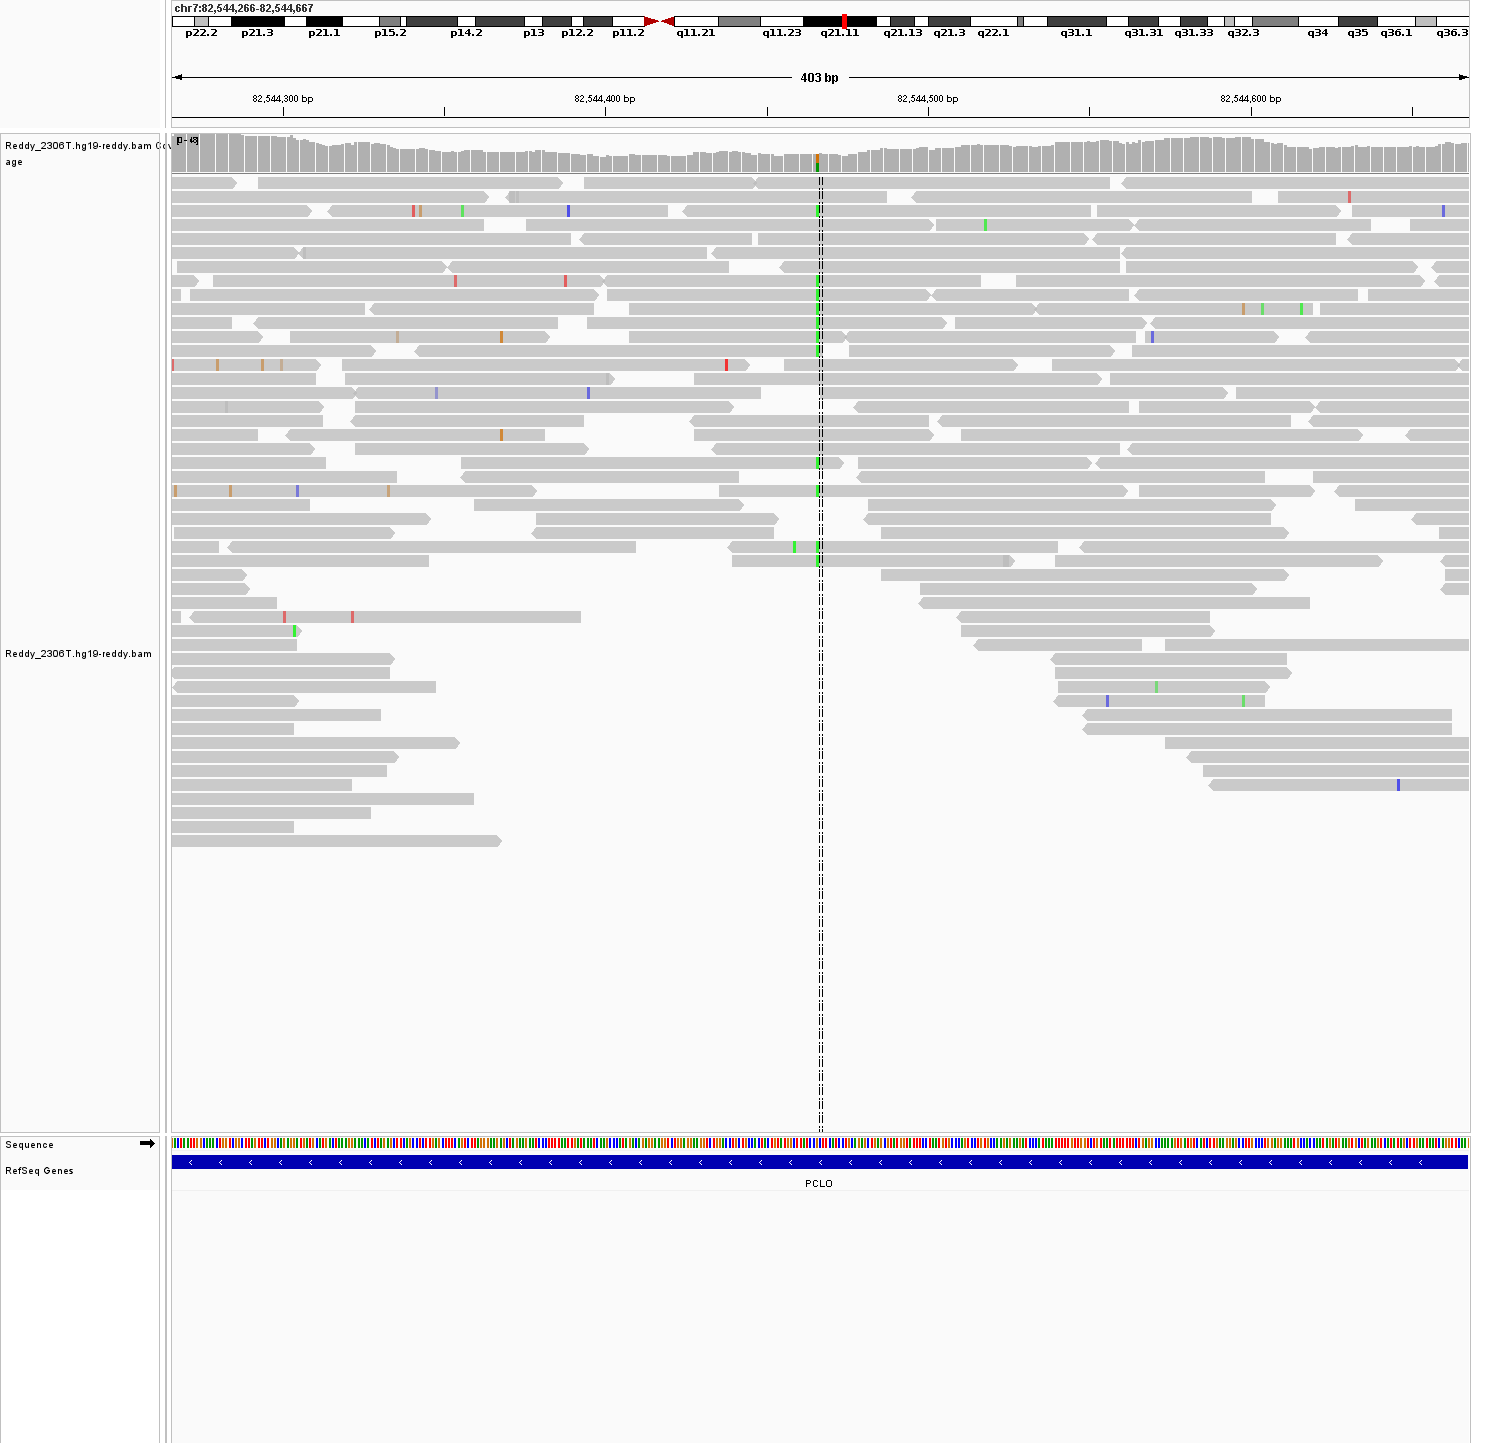 chr7:82,544,266-82,544,667
p22.2 p21.3 p21.1 p15.2 p14.2 p13 p12.2 p11.2 q11.21 q11.23 q21.11 q21.13 q21.3 q22.1 q31.1 q31.31 q31.33 q32.3 q34 q35 q36.1 q36.3
403 bp
82,544,300 bp 82,544,400 bp 82,544,500 bp 82,544,600 bp
Reddy_2306T.hg19-reddy.bam Cov
age
Reddy_2306T.hg19-reddy.bam
Sequence
RefSeq Genes
PCLO